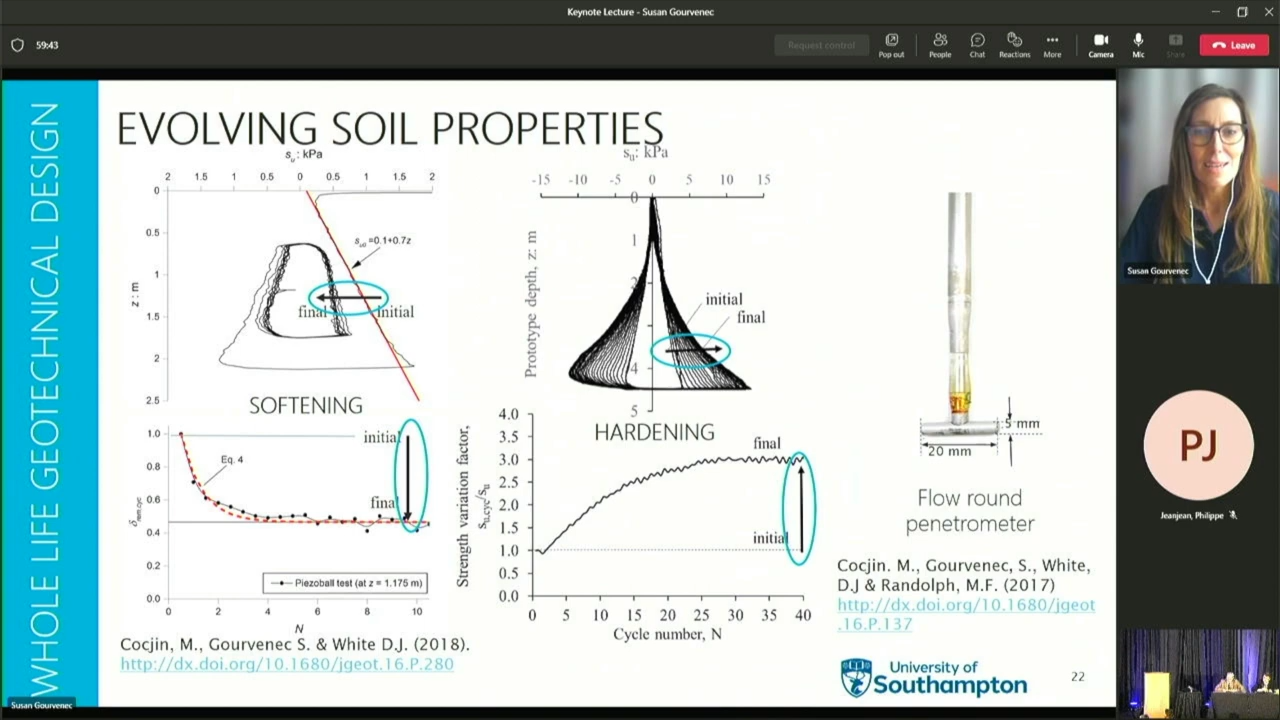 Keynote Lecture - Susan Gourvenec
59:43
Request control
Pop out
People
Chat
Reactions
More
Camera
Mic
Share
Leave
WHOLE LIFE GEOTECHNICAL DESIGN
EVOLVING SOIL PROPERTIES
su: kPa
2 1.5 1 0.5 0 0.5 1 1.5 2
0
0.5
1
1.5
2
2.5
z : m
su0=0.1+0.7z
final
initial
SOFTENING
su: kPa
-15 -10 -5 0 5 10 15
0
1
2
4
5
Prototype depth, z: m
initial
final
HARDENING
1.0
0.8
0.6
0.4
0.2
0.0
0 2 4 6 8 10
N
initial
Eq. 4
final
Piezoball test (at z = 1.175 m)
Cocjin, M., Gourvenec S. & White D.J. (2018).
http://dx.doi.org/10.1680/jgeot.16.P.280
Strength variation factor,
su,cyc/su
4.0
3.5
3.0
2.5
2.0
1.5
1.0
0.5
0.0
0 5 10 15 20 25 30 35 40
Cycle number, N
final
initial
5 mm
20 mm
Flow round
penetrometer
Cocjin. M., Gourvenec, S., White,
D.J & Randolph, M.F. (2017)
http://dx.doi.org/10.1680/jgeot
.16.P.137
University of
Southampton
22
Susan Gourvenec
PJ
Jeanjean, Philippe
Susan Gourvenec